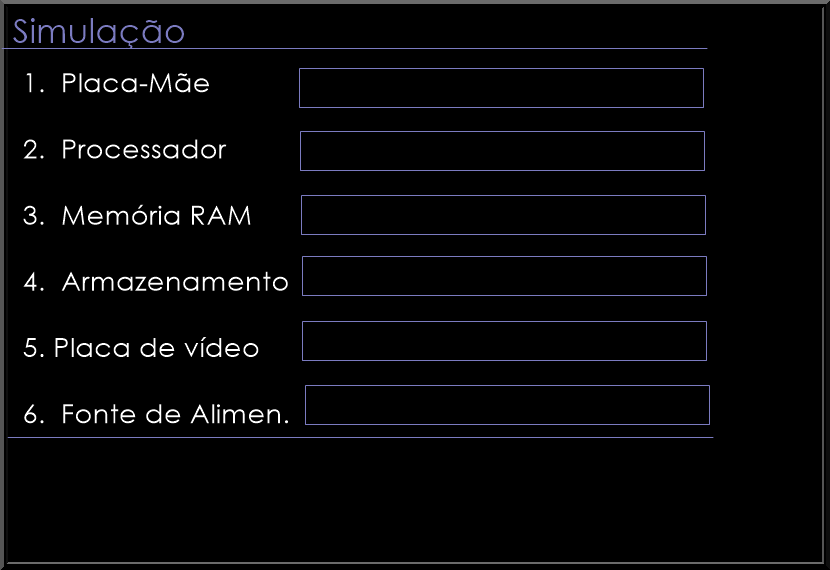 Simulação
1. Placa-Mãe
2. Processador
3. Memória RAM
4. Armazenamento
5. Placa de vídeo
6. Fonte de Alimen.